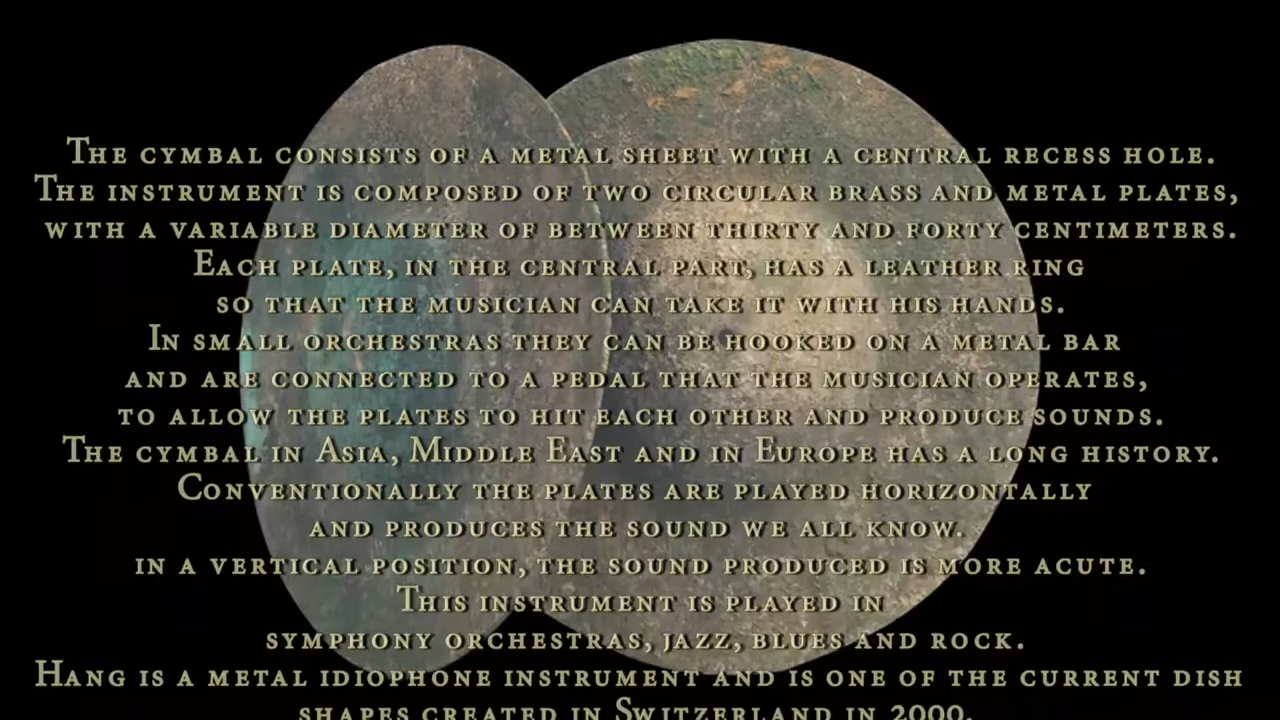 The cymbal consists of a metal sheet with a central recess hole.
The instrument is composed of two circular brass and metal plates,
with a variable diameter of between thirty and forty centimeters.
Each plate, in the central part, has a leather ring
so that the musician can take it with his hands.
In small orchestras they can be hooked on a metal bar
and are connected to a pedal that the musician operates,
to allow the plates to hit each other and produce sounds.
The cymbal in Asia, Middle East and in Europe has a long history.
Conventionally the plates are played horizontally
and produces the sound we all know.
in a vertical position, the sound produced is more acute.
This instrument is played in
symphony orchestras, jazz, blues and rock.
Hang is a metal idiophone instrument and is one of the current dish
shapes created in Switzerland in 2000.